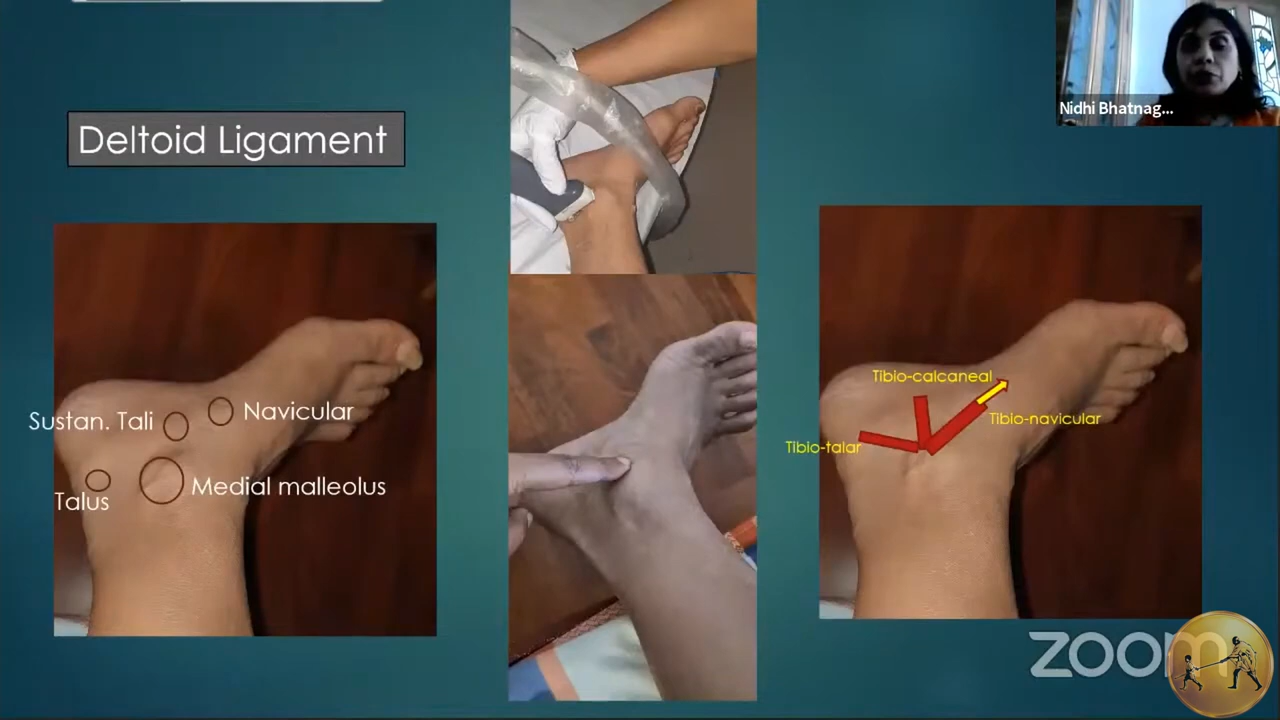 Nidhi Bhatnag...
Deltoid Ligament
Sustan. Tali
Navicular
Talus
Medial malleolus
Tibio-calcaneal
Tibio-navicular
Tibio-talar
zoom